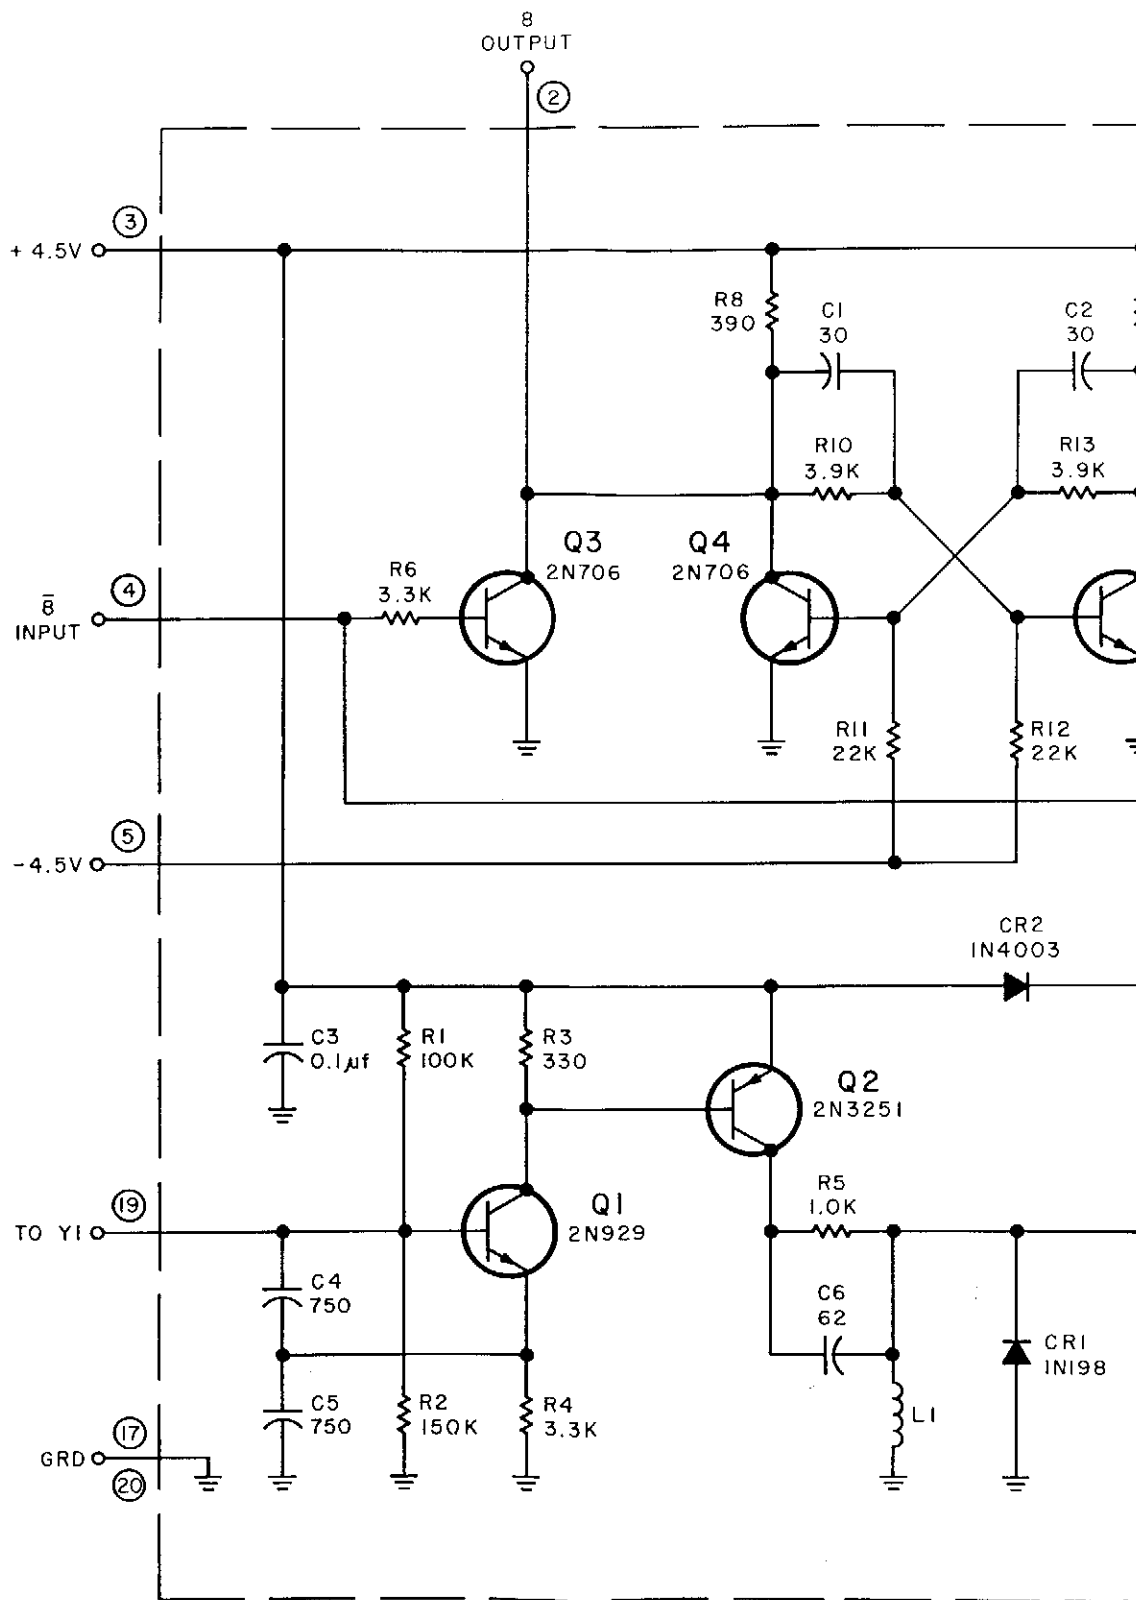 8
OUTPUT
2
3
+ 4.5V
R8
390
C1
30
C2
30
R10
3.9K
R13
3.9K
Q3
2N706
Q4
2N706
4
8̅
INPUT
R6
3.3K
R11
22K
R12
22K
5
-4.5V
CR2
1N4003
C3
0.1µf
R1
100K
R3
330
Q2
2N3251
19
TO Y1
Q1
2N929
R5
1.0K
C4
750
C6
62
CR1
1N198
C5
750
R2
150K
R4
3.3K
L1
17
GRD
20